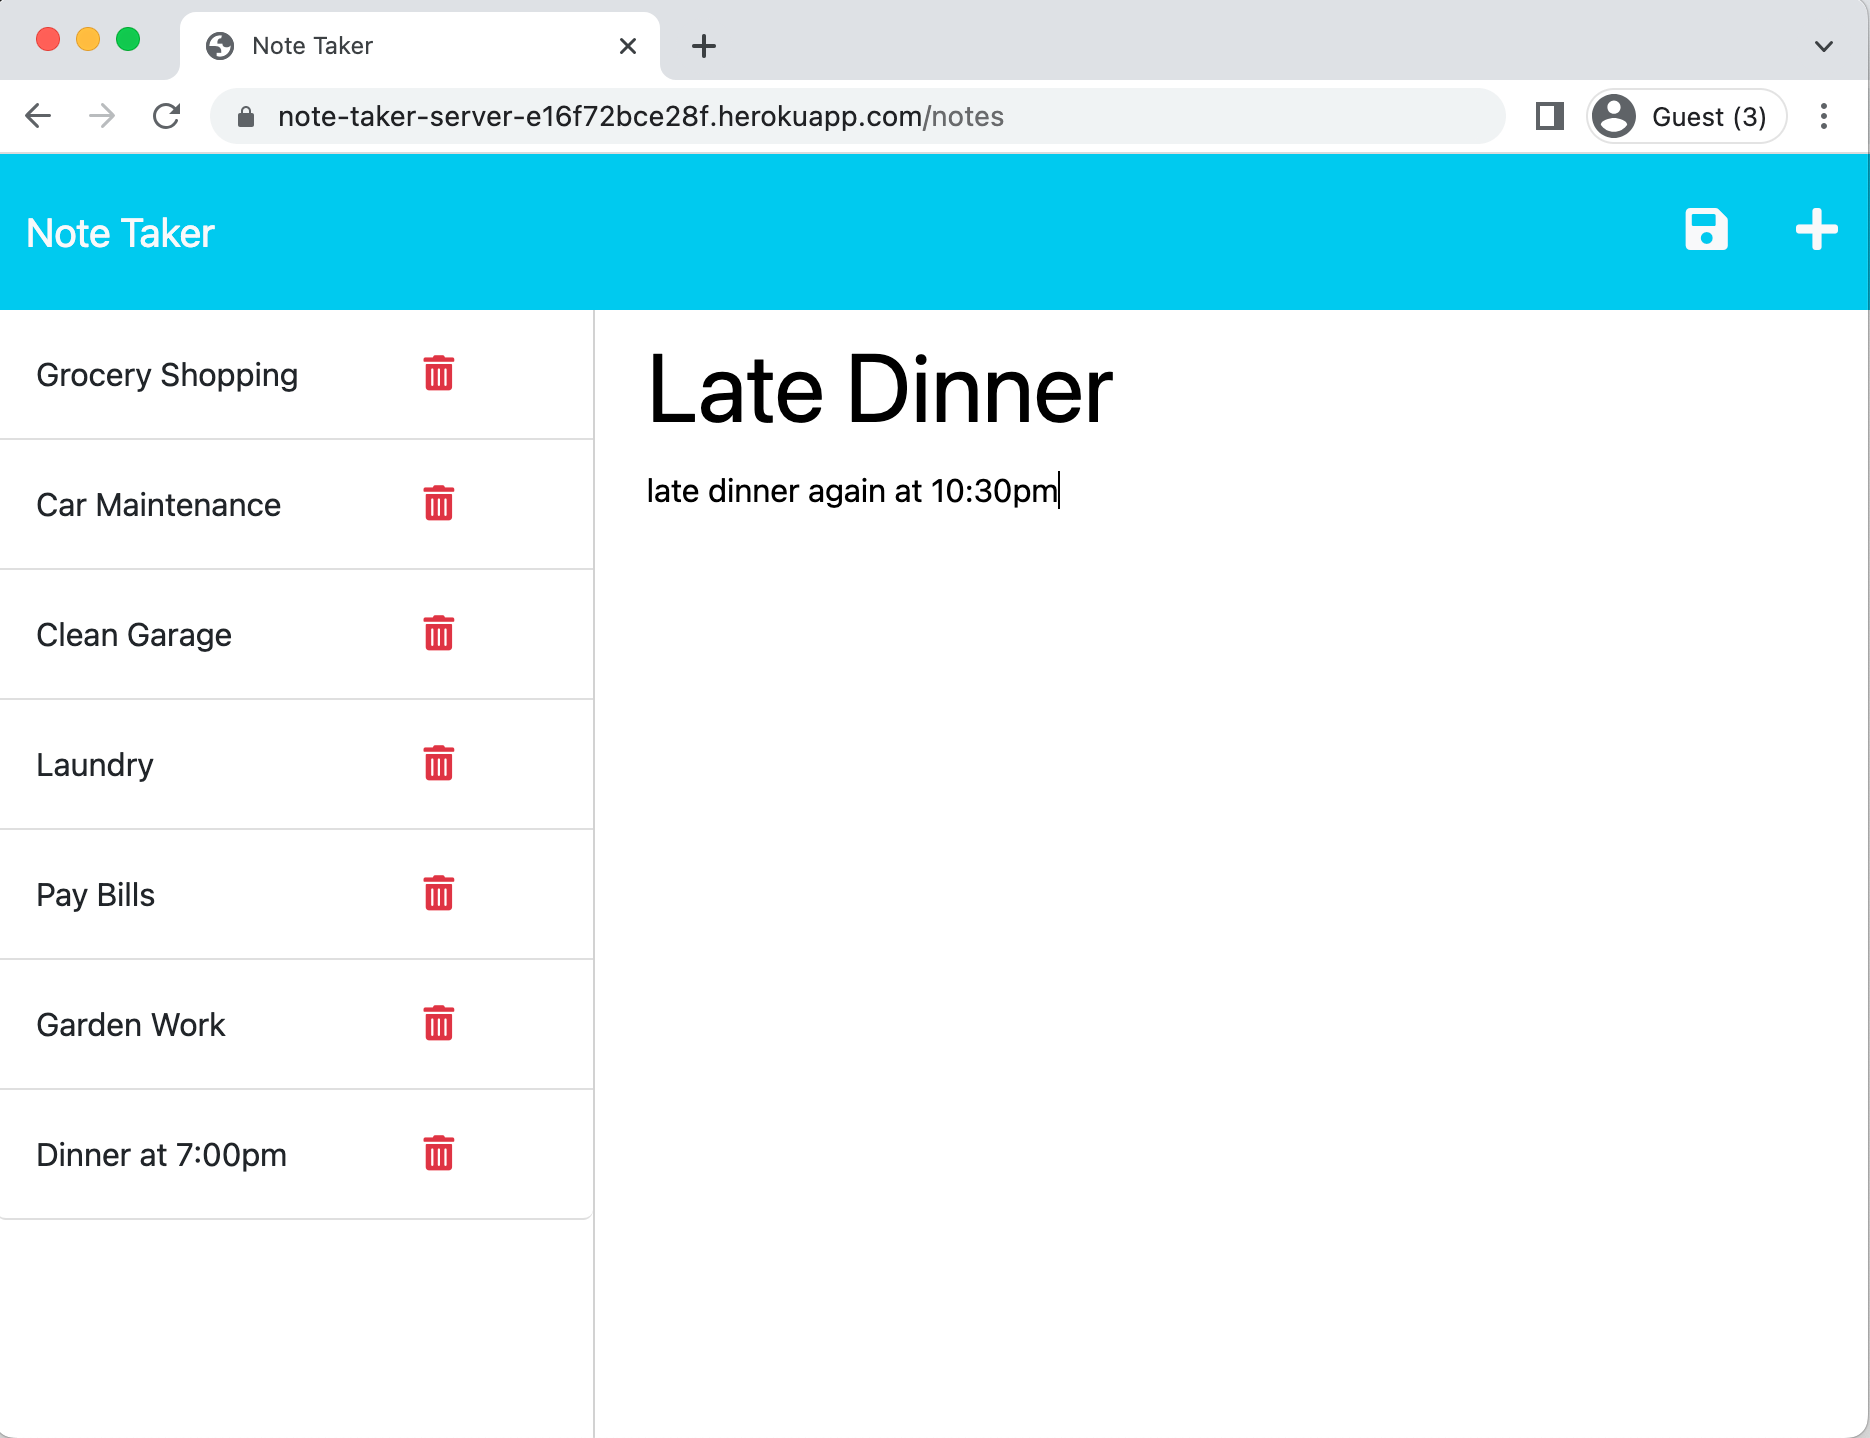 Note Taker
note-taker-server-e16f72bce28f.herokuapp.com/notes
Guest (3)
Note Taker
Grocery Shopping
Car Maintenance
Clean Garage
Laundry
Pay Bills
Garden Work
Dinner at 7:00pm
Late Dinner
late dinner again at 10:30pm